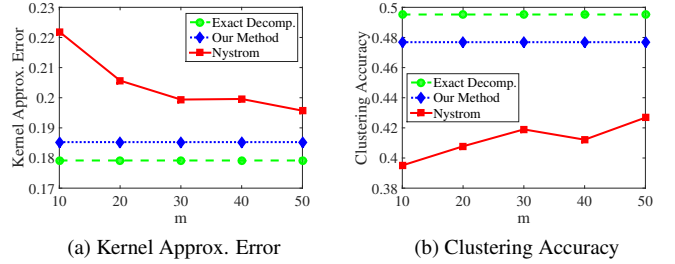 0.23
0.22
0.21
0.2
0.19
0.18
0.17
Kernel Approx. Error
Exact Decomp.
Our Method
Nystrom
10 20 30 40 50
m
(a) Kernel Approx. Error
0.5
0.48
0.46
0.44
0.42
0.4
0.38
Clustering Accuracy
Exact Decomp.
Our Method
Nystrom
10 20 30 40 50
m
(b) Clustering Accuracy